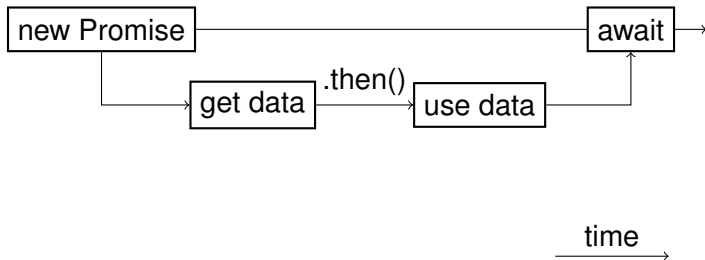 new Promise
await
.then()
get data
use data
time